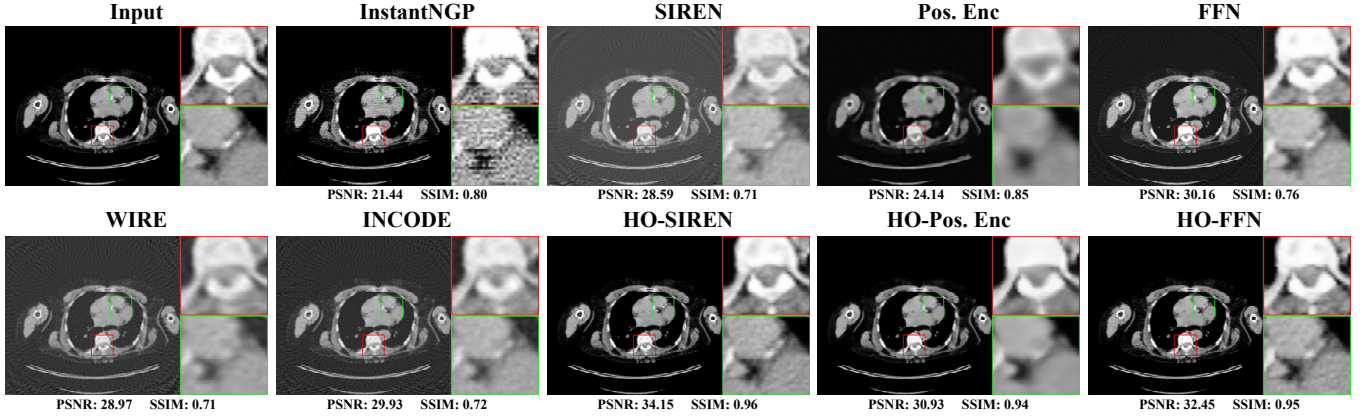 Input InstantNGP SIREN Pos. Enc FFN
PSNR: 21.44 SSIM: 0.80 PSNR: 28.59 SSIM: 0.71 PSNR: 24.14 SSIM: 0.85 PSNR: 30.16 SSIM: 0.76
WIRE INCODE HO-SIREN HO-Pos. Enc HO-FFN
PSNR: 28.97 SSIM: 0.71 PSNR: 29.93 SSIM: 0.72 PSNR: 34.15 SSIM: 0.96 PSNR: 30.93 SSIM: 0.94 PSNR: 32.45 SSIM: 0.95